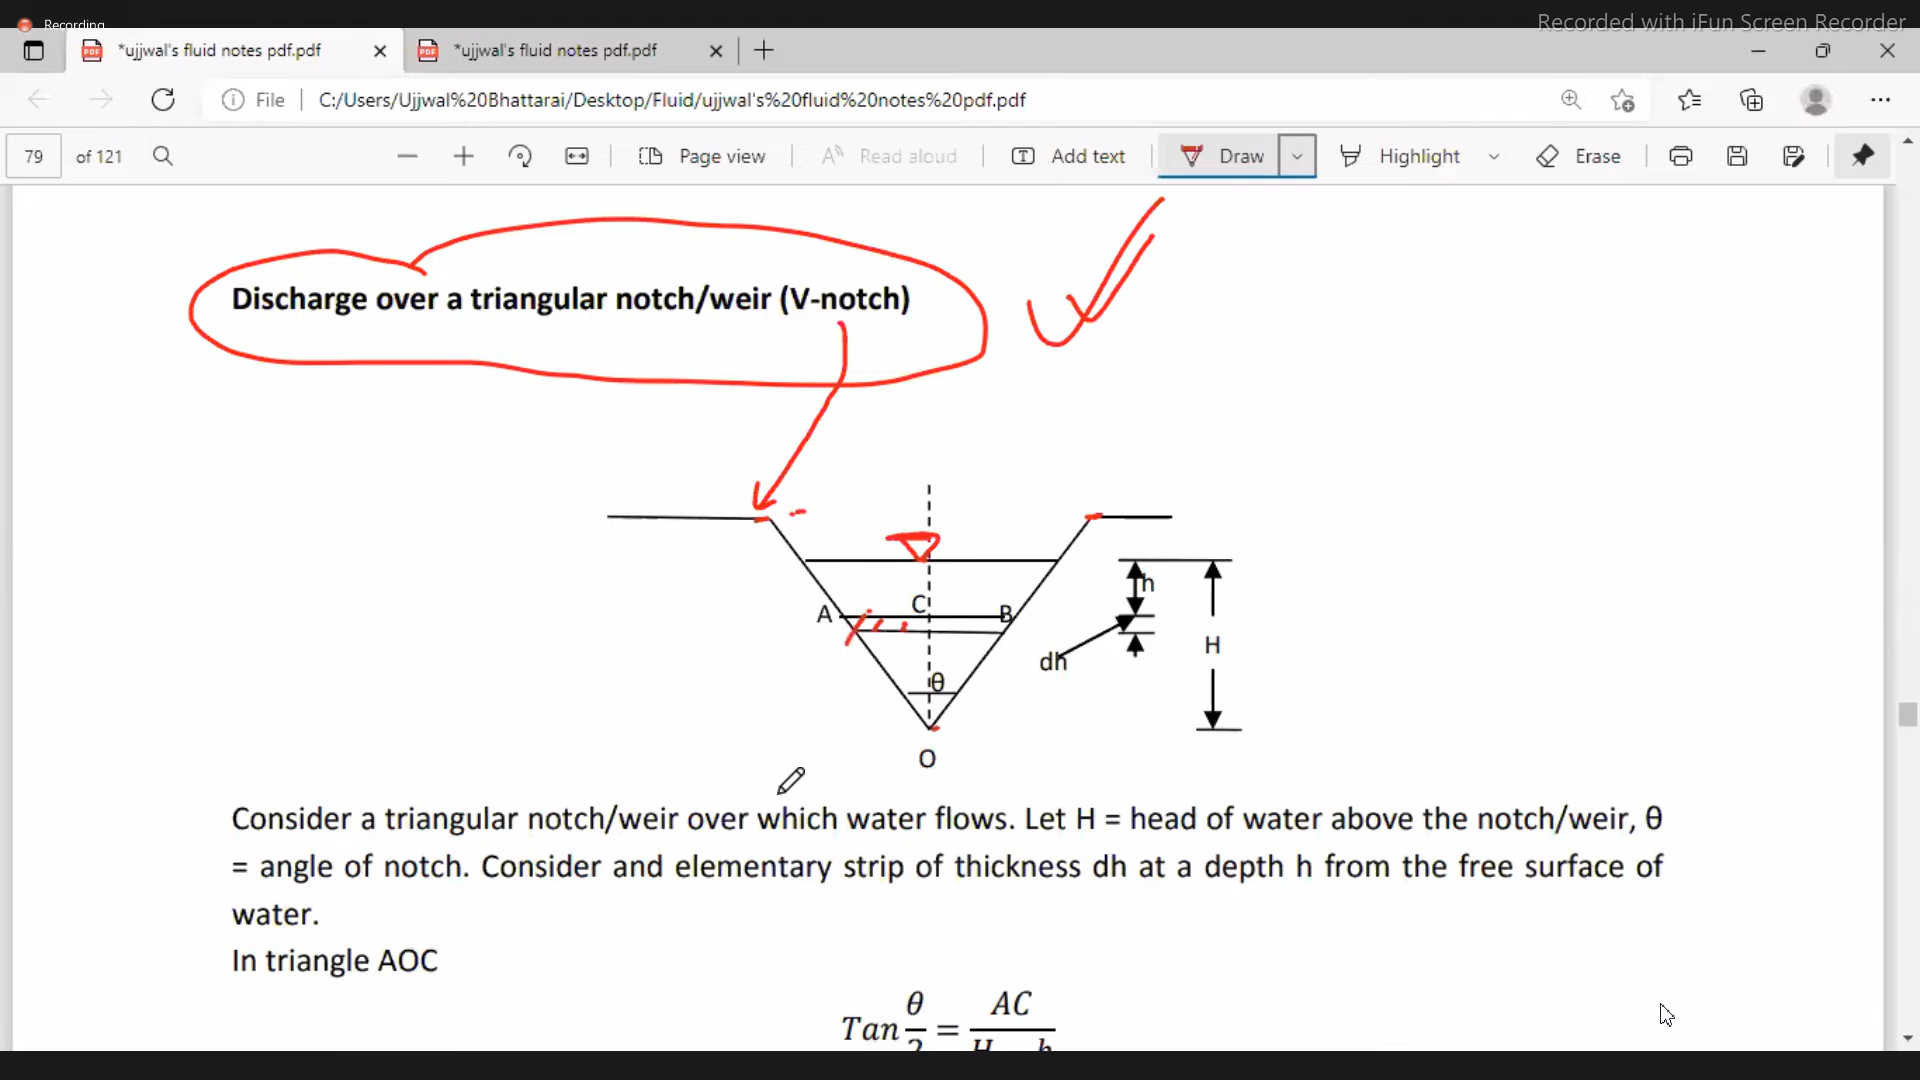 Recording
Recorded with iFun Screen Recorder
*ujjwal's fluid notes pdf.pdf
*ujjwal's fluid notes pdf.pdf
File
C:/Users/Ujjwal%20Bhattarai/Desktop/Fluid/ujjwal's%20fluid%20notes%20pdf.pdf
79 of 121
Page view
Read aloud
Add text
Draw
Highlight
Erase
Discharge over a triangular notch/weir (V-notch)
h
A C B
H
dh
θ
O
Consider a triangular notch/weir over which water flows. Let H = head of water above the notch/weir, θ
= angle of notch. Consider and elementary strip of thickness dh at a depth h from the free surface of
water.
In triangle AOC
Tan θ/2 = AC/H − h